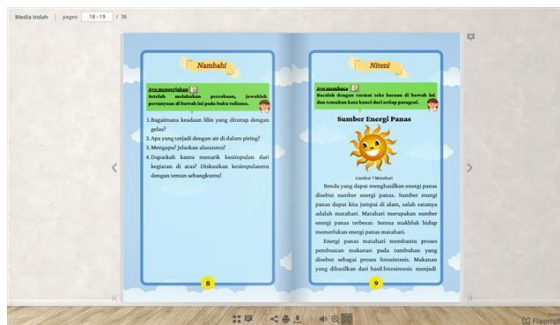 Media Indah pages: 18 - 19 / 36
Nambahi
Ayo mengerjakan
Setelah melakukan percobaan, jawablah
pertanyaan di bawah ini pada buku tulismu.
1. Bagaimana keadaan lilin yang ditutup dengan
gelas?
2. Apa yang terjadi dengan air di dalam piring?
3. Mengapa? Jelaskan alasanmu!
4. Dapatkah kamu menarik kesimpulan dari
kegiatan di atas? Diskusikan kesimpulanmu
dengan teman sebangkumu!
8
Niteni
Ayo membaca
Bacalah dengan cermat teks bacaan di bawah ini
dan temukan kata kunci dari setiap paragraf.
Sumber Energi Panas
Gambar 7 Matahari
Benda yang dapat menghasilkan energi panas
disebut sumber energi panas. Sumber energi
panas dapat kita jumpai di alam, salah satunya
adalah matahari. Matahari merupakan sumber
energi panas terbesar. Semua makhluk hidup
memerlukan energi panas matahari.
Energi panas matahari membantu proses
pembuatan makanan pada tumbuhan yang
disebut sebagai proses fotosintesis. Makanan
yang dihasilkan dari hasil fotosintesis menjadi
9